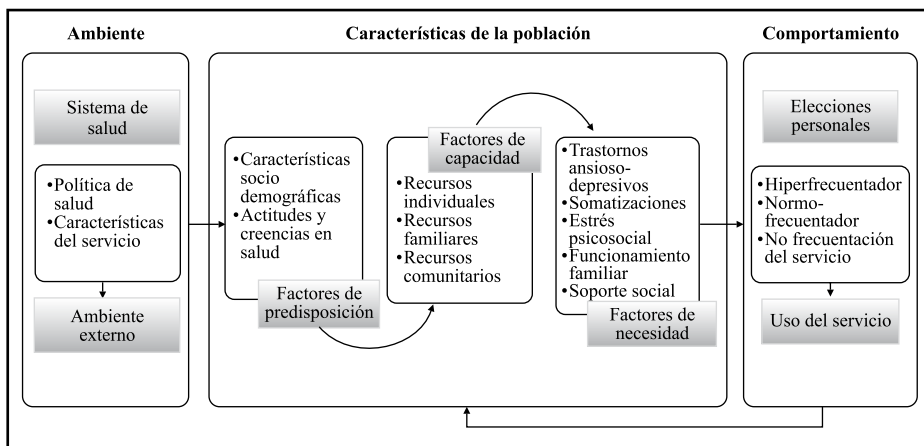 Ambiente
Sistema de
salud
•Política de
salud
•Características
del servicio
Ambiente
externo
Características de la población
•Características
socio
demográficas
•Actitudes y
creencias en
salud
Factores de
predisposición
Factores de
capacidad
•Recursos
individuales
•Recursos
familiares
•Recursos
comunitarios
•Trastornos
ansioso-
depresivos
•Somatizaciones
•Estrés
psicosocial
•Funcionamiento
familiar
•Soporte social
Factores de
necesidad
Comportamiento
Elecciones
personales
•Hiperfrecuentador
•Normo-
frecuentador
•No frecuentación
del servicio
Uso del servicio